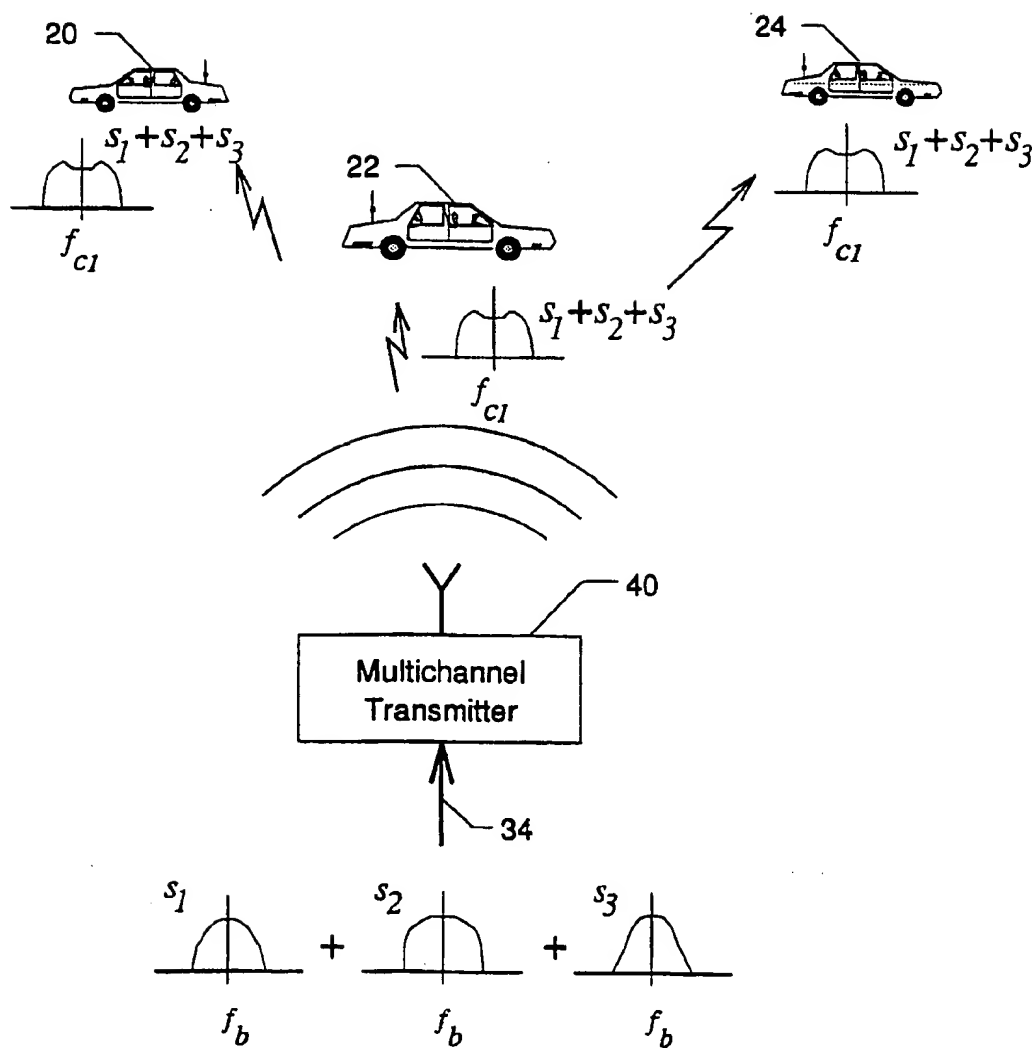 20
24
s1+s2+s3
22
s1+s2+s3
fc1
fc1
s1+s2+s3
fc1
40
Multichannel
Transmitter
34
s1 + s2 + s3
fb fb fb